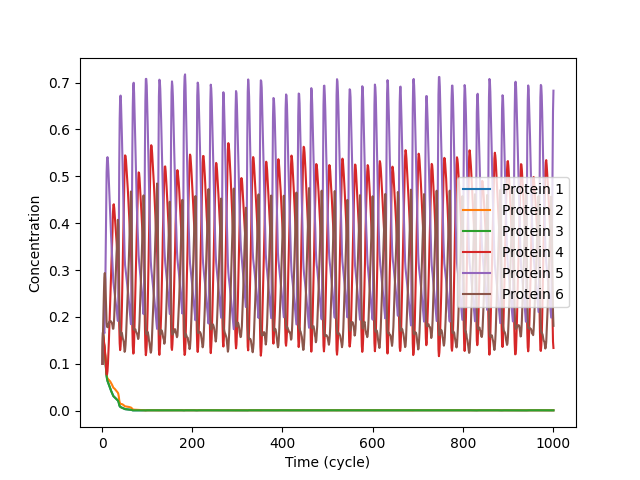 0.7
0.6
0.5
0.4
0.3
0.2
0.1
0.0
Concentration
0
200
400
600
800
1000
Time (cycle)
Protein 1
Protein 2
Protein 3
Protein 4
Protein 5
Protein 6